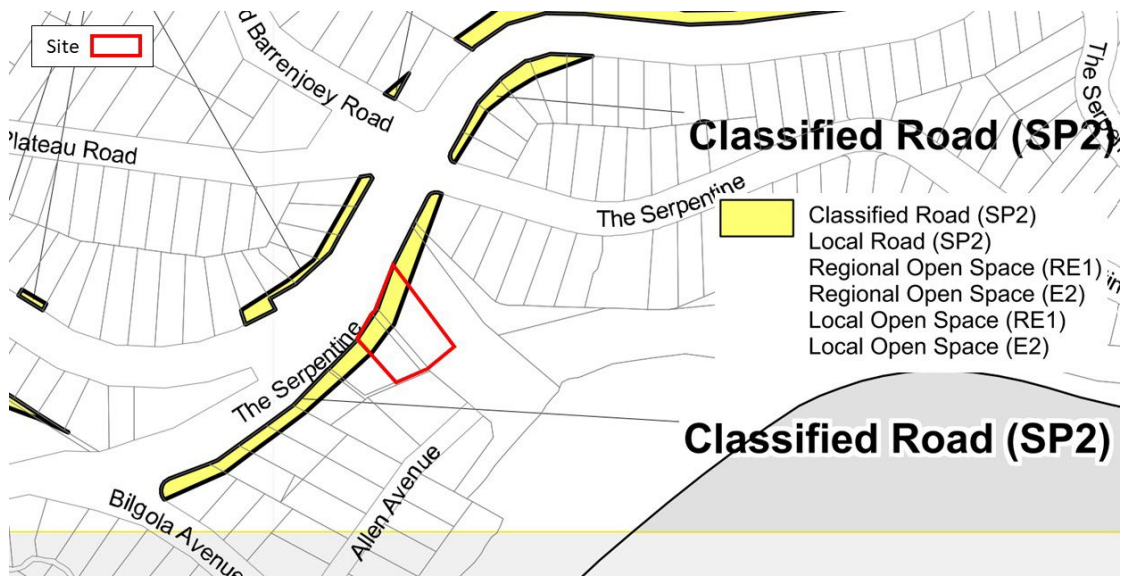 Site
d Barrenjoey Road
Plateau Road
The Serpentine
Classified Road (SP2)
The Serpentine
Classified Road (SP2)
Local Road (SP2)
Regional Open Space (RE1)
Regional Open Space (E2)
Local Open Space (RE1)
Local Open Space (E2)
The Serpentine
Classified Road (SP2)
Allen Avenue
Bilgola Avenue